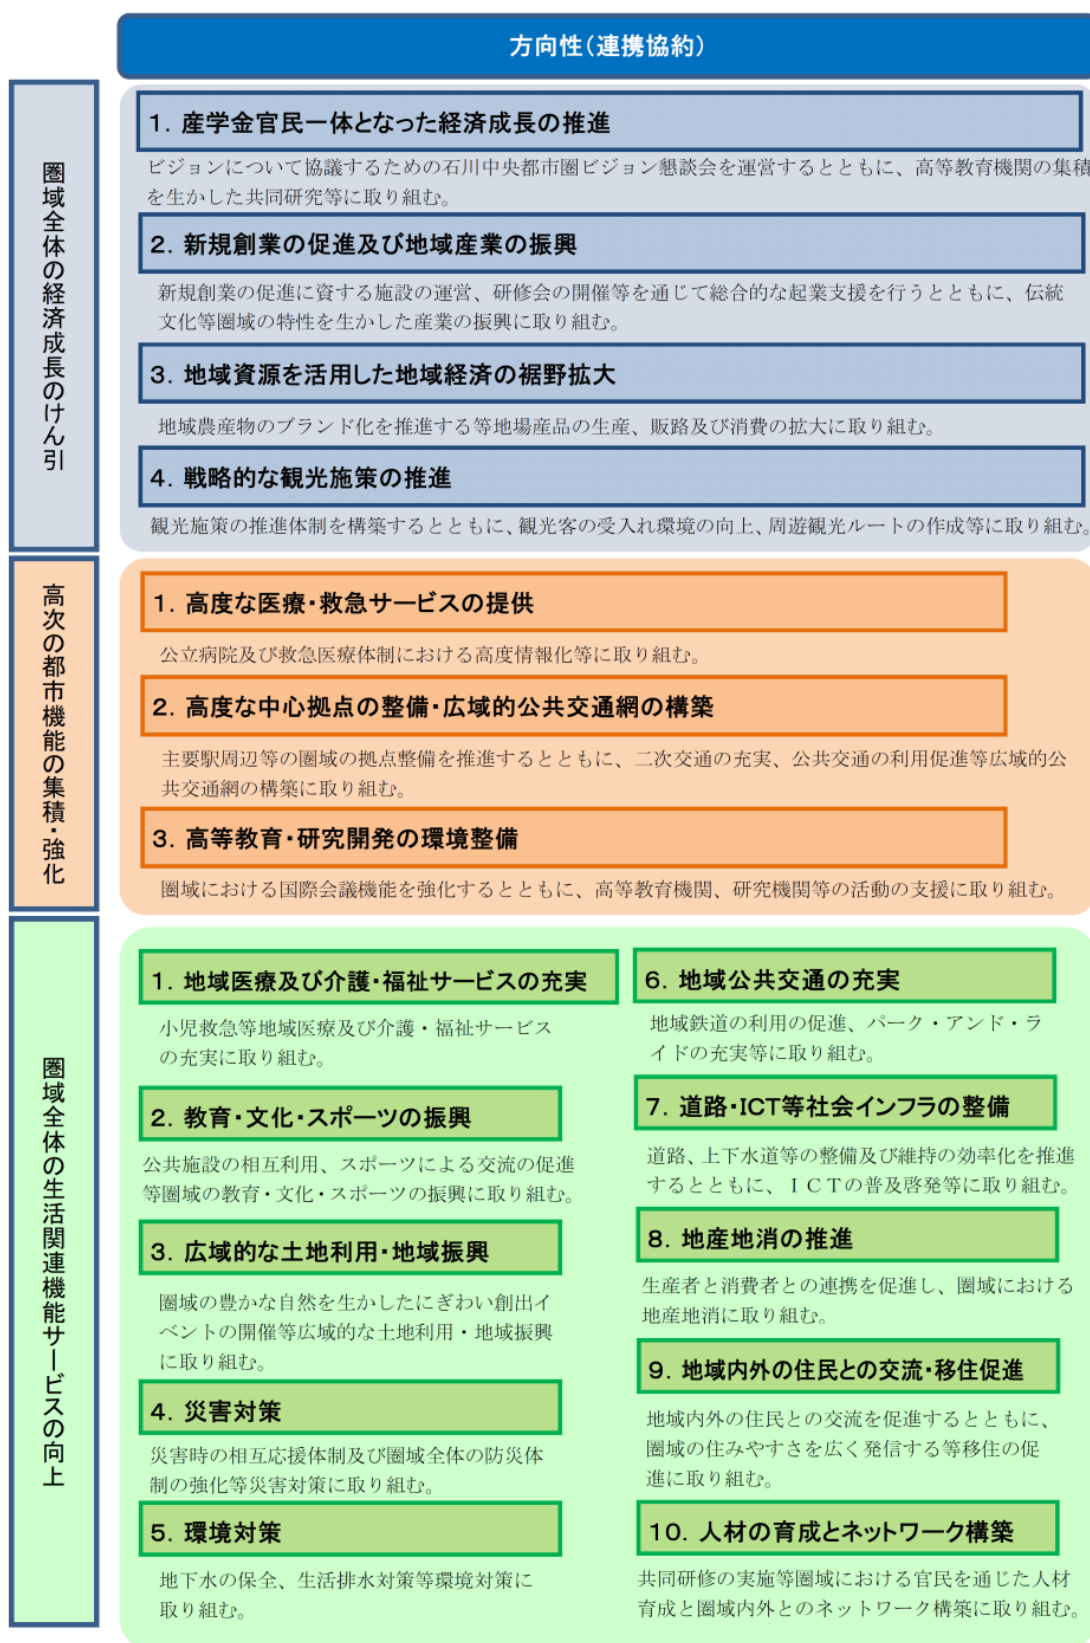 方向性（連携協約）
圏域全体の経済成長のけん引
1．産学金官民一体となった経済成長の推進
ビジョンについて協議するための石川中央都市圏ビジョン懇談会を運営するとともに、高等教育機関の集積
を生かした共同研究等に取り組む。
2．新規創業の促進及び地域産業の振興
新規創業の促進に資する施設の運営、研修会の開催等を通じて総合的な起業支援を行うとともに、伝統
文化等圏域の特性を生かした産業の振興に取り組む。
3．地域資源を活用した地域経済の裾野拡大
地域農産物のブランド化を推進する等地場産品の生産、販路及び消費の拡大に取り組む。
4．戦略的な観光施策の推進
観光施策の推進体制を構築するとともに、観光客の受入れ環境の向上、周遊観光ルートの作成等に取り組む。
高次の都市機能の集積・強化
1．高度な医療・救急サービスの提供
公立病院及び救急医療体制における高度情報化等に取り組む。
2．高度な中心拠点の整備・広域的公共交通網の構築
主要駅周辺等の圏域の拠点整備を推進するとともに、二次交通の充実、公共交通の利用促進等広域的公
共交通網の構築に取り組む。
3．高等教育・研究開発の環境整備
圏域における国際会議機能を強化するとともに、高等教育機関、研究機関等の活動の支援に取り組む。
圏域全体の生活関連機能サービスの向上
1．地域医療及び介護・福祉サービスの充実
小児救急等地域医療及び介護・福祉サービス
の充実に取り組む。
2．教育・文化・スポーツの振興
公共施設の相互利用、スポーツによる交流の促進
等圏域の教育・文化・スポーツの振興に取り組む。
3．広域的な土地利用・地域振興
圏域の豊かな自然を生かしたにぎわい創出イ
ベントの開催等広域的な土地利用・地域振興
に取り組む。
4．災害対策
災害時の相互応援体制及び圏域全体の防災体
制の強化等災害対策に取り組む。
5．環境対策
地下水の保全、生活排水対策等環境対策に
取り組む。
6．地域公共交通の充実
地域鉄道の利用の促進、パーク・アンド・ラ
イドの充実等に取り組む。
7．道路・ICT等社会インフラの整備
道路、上下水道等の整備及び維持の効率化を推進
するとともに、ＩＣＴの普及啓発等に取り組む。
8．地産地消の推進
生産者と消費者との連携を促進し、圏域における
地産地消に取り組む。
9．地域内外の住民との交流・移住促進
地域内外の住民との交流を促進するとともに、
圏域の住みやすさを広く発信する等移住の促
進に取り組む。
10．人材の育成とネットワーク構築
共同研修の実施等圏域における官民を通じた人材
育成と圏域内外とのネットワーク構築に取り組む。